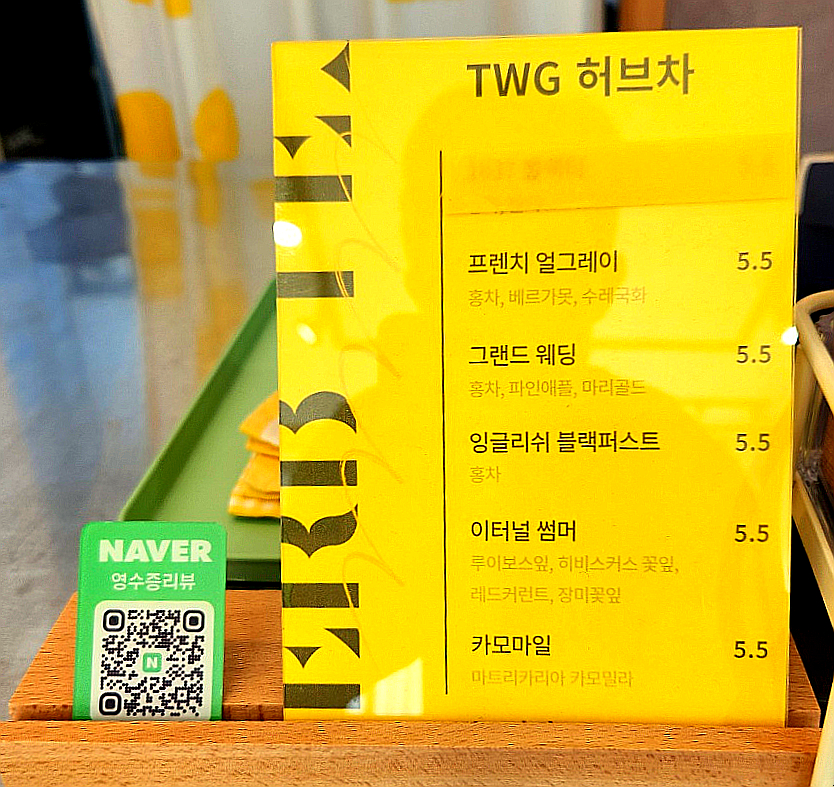 TWG 허브차
프렌치 얼그레이 5.5
홍차, 베르가못, 수레국화
그랜드 웨딩 5.5
홍차, 파인애플, 마리골드
잉글리쉬 블랙퍼스트 5.5
홍차
이터널 썸머 5.5
루이보스잎, 히비스커스 꽃잎,
레드커런트, 장미꽃잎
카모마일 5.5
마트리카리아 카모밀라
NAVER
영수증리뷰
N